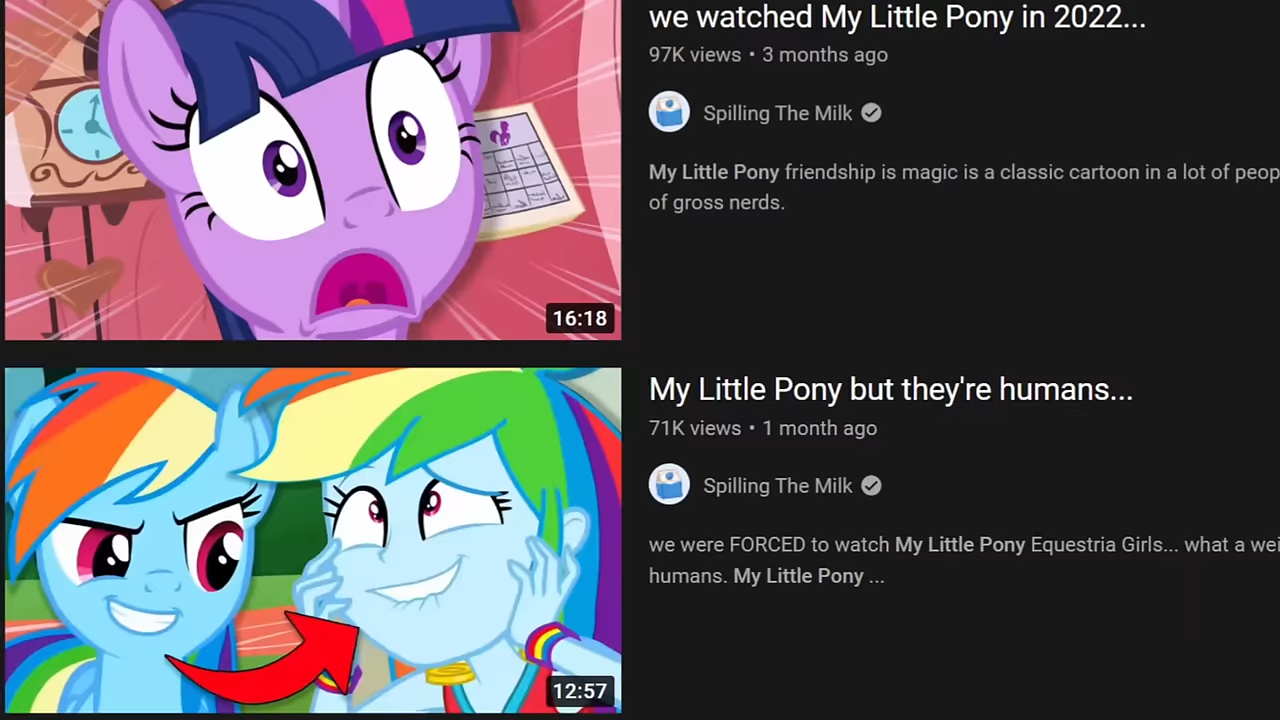 we watched My Little Pony in 2022...
97K views • 3 months ago
Spilling The Milk
My Little Pony friendship is magic is a classic cartoon in a lot of
of gross nerds.
16:18
My Little Pony but they're humans...
71K views • 1 month ago
Spilling The Milk
we were FORCED to watch My Little Pony Equestria Girls... what a
humans. My Little Pony ...
12:57